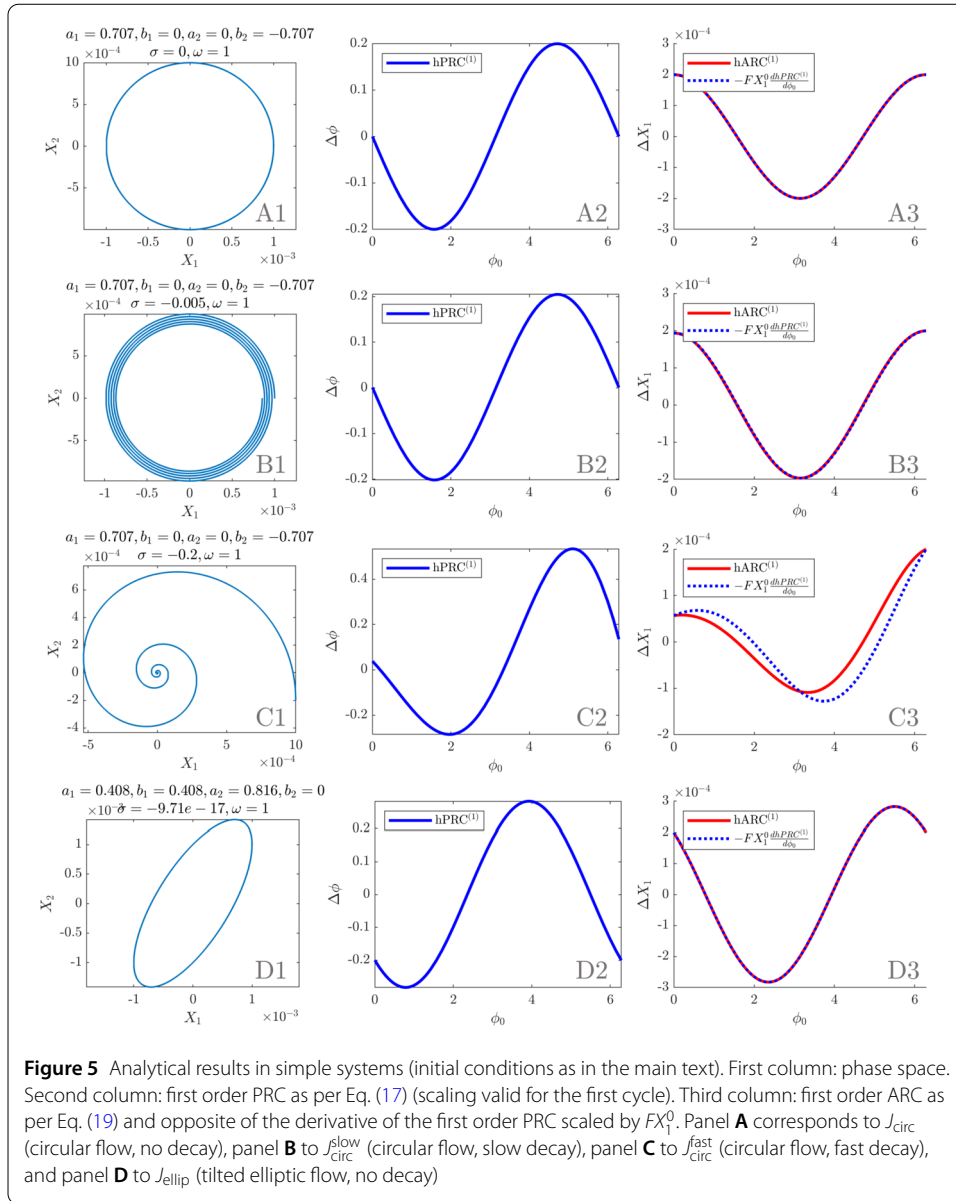 a₁ = 0.707, b₁ = 0, a₂ = 0, b₂ = −0.707
×10⁻⁴ σ = 0, ω = 1
10
5
0
-5
X₂
-1 -0.5 0 0.5 1
X₁ ×10⁻³
A1
0.2
0.1
0
-0.1
-0.2
Δϕ
hPRC⁽¹⁾
0 2 4 6
ϕ₀
A2
×10⁻⁴
3
2
1
0
-1
-2
-3
ΔX₁
hARC⁽¹⁾
−FX₁⁰ dhPRC⁽¹⁾/dϕ₀
0 2 4 6
ϕ₀
A3
a₁ = 0.707, b₁ = 0, a₂ = 0, b₂ = −0.707
×10⁻⁴ σ = −0.005, ω = 1
5
0
-5
X₂
-1 -0.5 0 0.5 1
X₁ ×10⁻³
B1
0.2
0.1
0
-0.1
-0.2
Δϕ
hPRC⁽¹⁾
0 2 4 6
ϕ₀
B2
×10⁻⁴
3
2
1
0
-1
-2
ΔX₁
hARC⁽¹⁾
−FX₁⁰ dhPRC⁽¹⁾/dϕ₀
0 2 4 6
ϕ₀
B3
a₁ = 0.707, b₁ = 0, a₂ = 0, b₂ = −0.707
×10⁻⁴ σ = −0.2, ω = 1
6
4
2
0
-2
-4
X₂
-5 0 5 10
X₁ ×10⁻⁴
C1
0.4
0.2
0
-0.2
Δϕ
hPRC⁽¹⁾
0 2 4 6
ϕ₀
C2
×10⁻⁴
2
1
0
-1
-2
ΔX₁
hARC⁽¹⁾
−FX₁⁰ dhPRC⁽¹⁾/dϕ₀
0 2 4 6
ϕ₀
C3
a₁ = 0.408, b₁ = 0.408, a₂ = 0.816, b₂ = 0
×10⁻³ σ = −9.71e − 17, ω = 1
1
0.5
0
-0.5
-1
X₂
-1 0 1
X₁ ×10⁻³
D1
0.2
0.1
0
-0.1
-0.2
Δϕ
hPRC⁽¹⁾
0 2 4 6
ϕ₀
D2
×10⁻⁴
3
2
1
0
-1
-2
-3
ΔX₁
hARC⁽¹⁾
−FX₁⁰ dhPRC⁽¹⁾/dϕ₀
0 2 4 6
ϕ₀
D3
Figure 5 Analytical results in simple systems (initial conditions as in the main text). First column: phase space.
Second column: first order PRC as per Eq. (17) (scaling valid for the first cycle). Third column: first order ARC as
per Eq. (19) and opposite of the derivative of the first order PRC scaled by FX₁⁰. Panel A corresponds to J_circ
(circular flow, no decay), panel B to J_circ^slow (circular flow, slow decay), panel C to J_circ^fast (circular flow, fast decay),
and panel D to J_ellip (tilted elliptic flow, no decay)